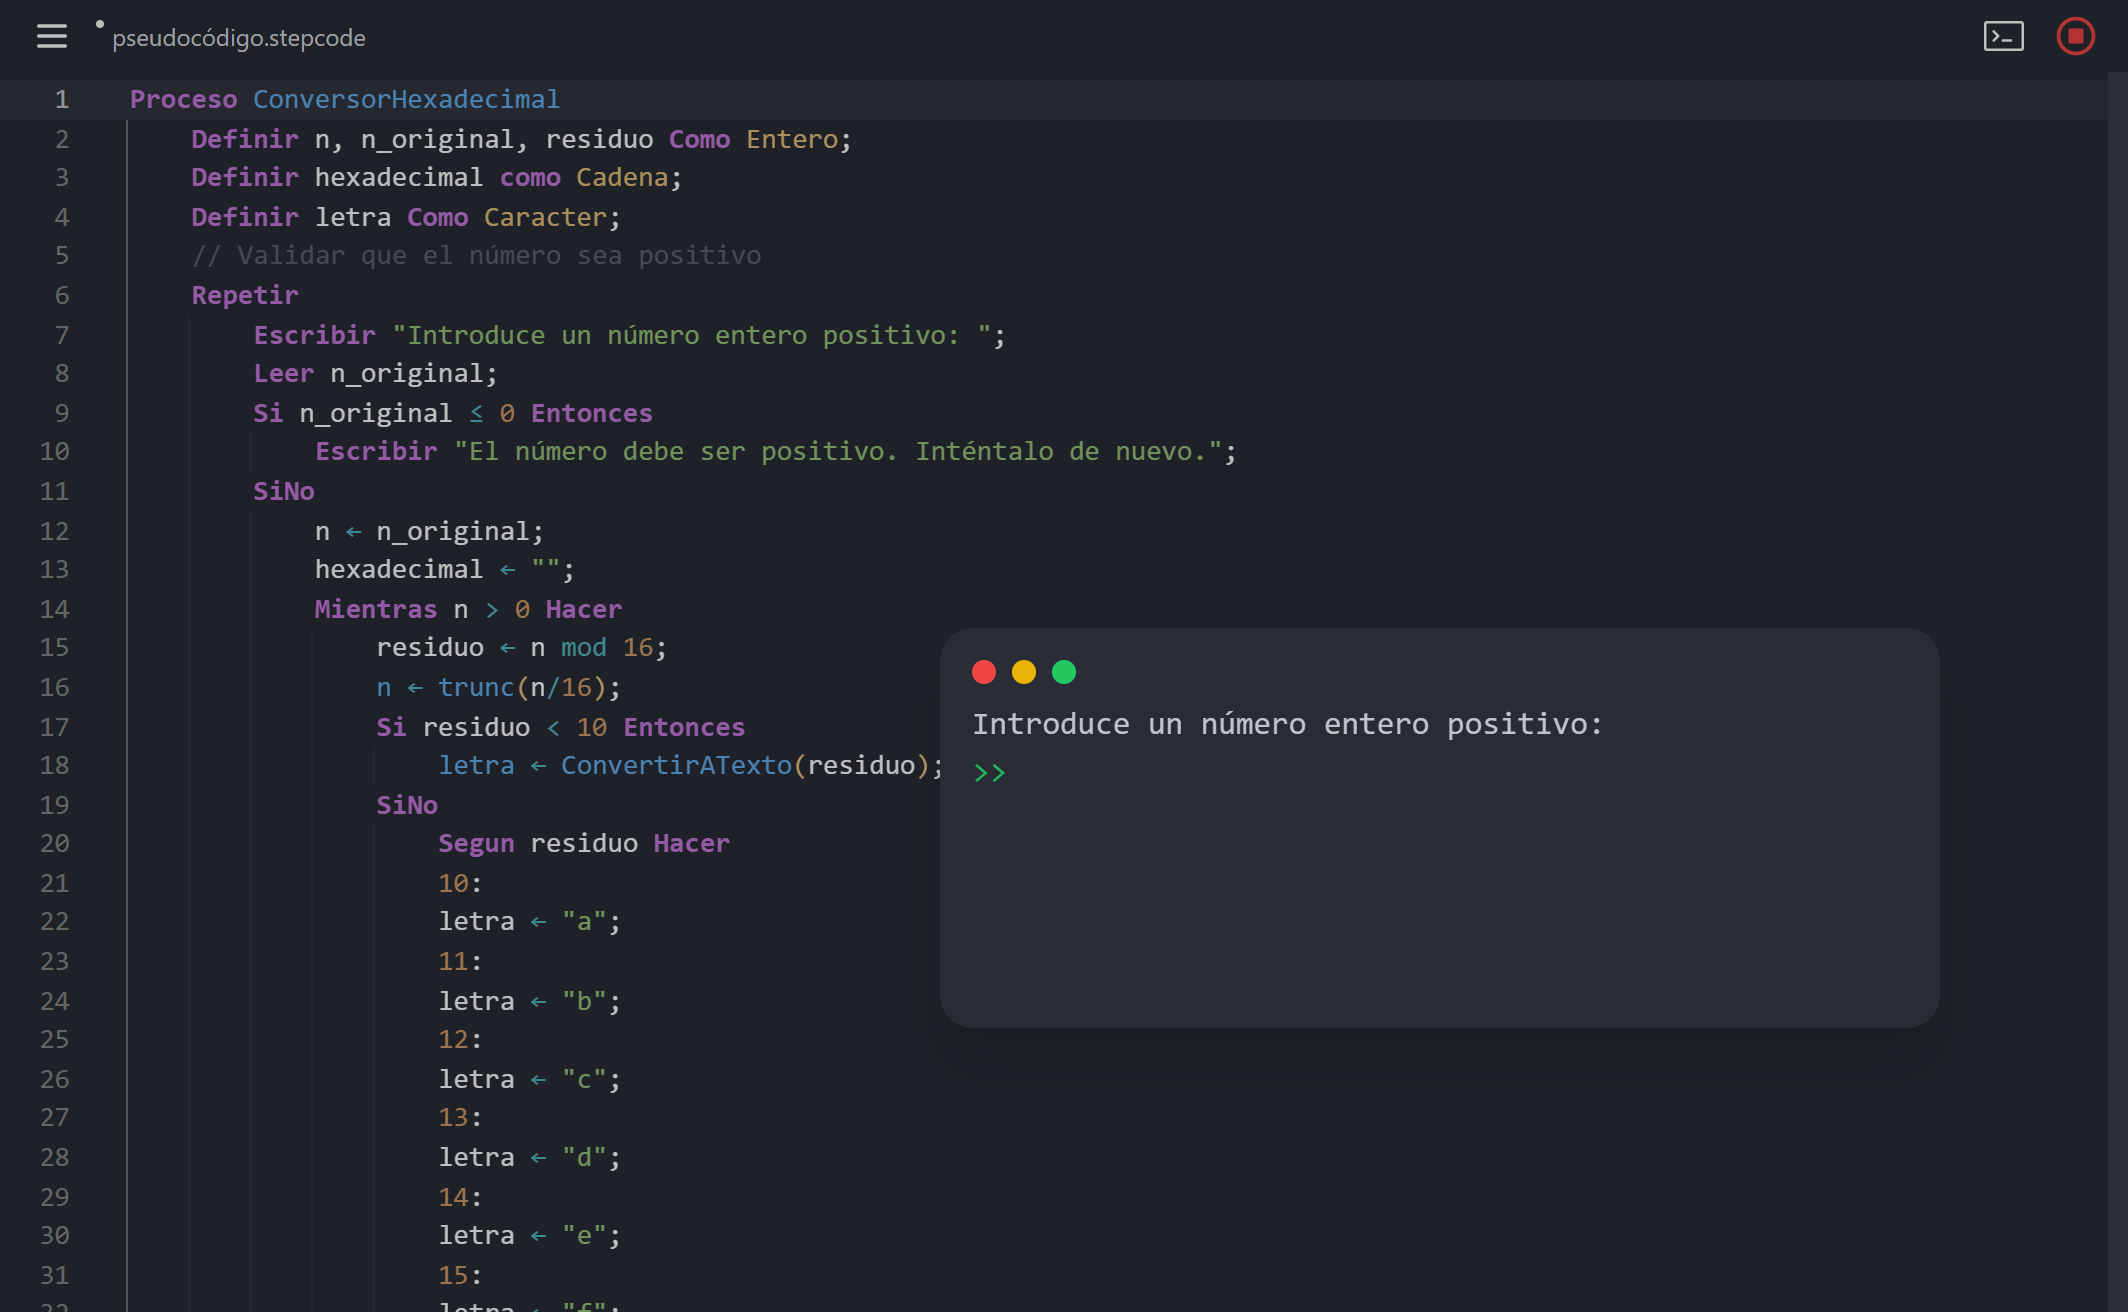 pseudocódigo.stepcode
1 Proceso ConversorHexadecimal
2 Definir n, n_original, residuo Como Entero;
3 Definir hexadecimal como Cadena;
4 Definir letra Como Caracter;
5 // Validar que el número sea positivo
6 Repetir
7 Escribir "Introduce un número entero positivo: ";
8 Leer n_original;
9 Si n_original ≤ 0 Entonces
10 Escribir "El número debe ser positivo. Inténtalo de nuevo.";
11 SiNo
12 n ← n_original;
13 hexadecimal ← "";
14 Mientras n > 0 Hacer
15 residuo ← n mod 16;
16 n ← trunc(n/16);
17 Si residuo < 10 Entonces
18 letra ← ConvertirATexto(residuo);
19 SiNo
20 Segun residuo Hacer
21 10:
22 letra ← "a";
23 11:
24 letra ← "b";
25 12:
26 letra ← "c";
27 13:
28 letra ← "d";
29 14:
30 letra ← "e";
31 15:
32 letra ← "f";
Introduce un número entero positivo:
>>